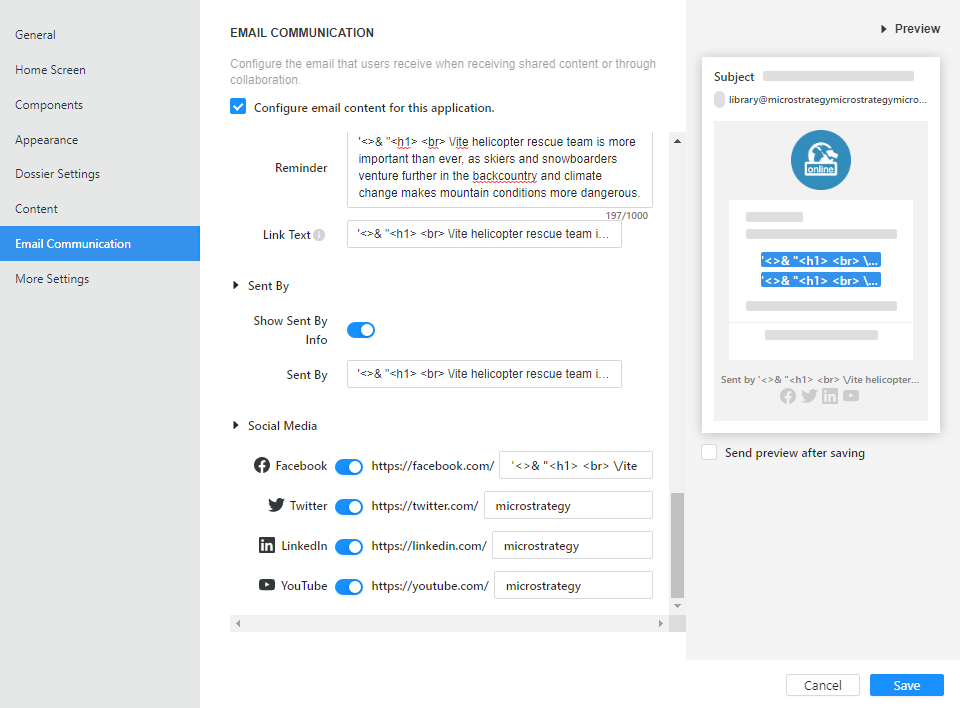 General
Home Screen
Components
Appearance
Dossier Settings
Content
Email Communication
More Settings
EMAIL COMMUNICATION
Configure the email that users receive when receiving shared content or through
collaboration.
Configure email content for this application.
Reminder
'<>& "<h1> <br> \/ite helicopter rescue team is more
important than ever, as skiers and snowboarders
venture further in the backcountry and climate
change makes mountain conditions more dangerous.
197/1000
Link Text
'<>& "<h1> <br> \/ite helicopter rescue team i...
Sent By
Show Sent By
Info
Sent By
'<>& "<h1> <br> \/ite helicopter rescue team i...
Social Media
Facebook https://facebook.com/ '<>& "<h1> <br> \/ite
Twitter https://twitter.com/ microstrategy
LinkedIn https://linkedin.com/ microstrategy
YouTube https://youtube.com/ microstrategy
Preview
Subject
library@microstrategymicrostrategymicro...
online
'<>& "<h1> <br> \...
'<>& "<h1> <br> \...
Sent by '<>& "<h1> <br> \/ite helicopter...
Send preview after saving
Cancel
Save